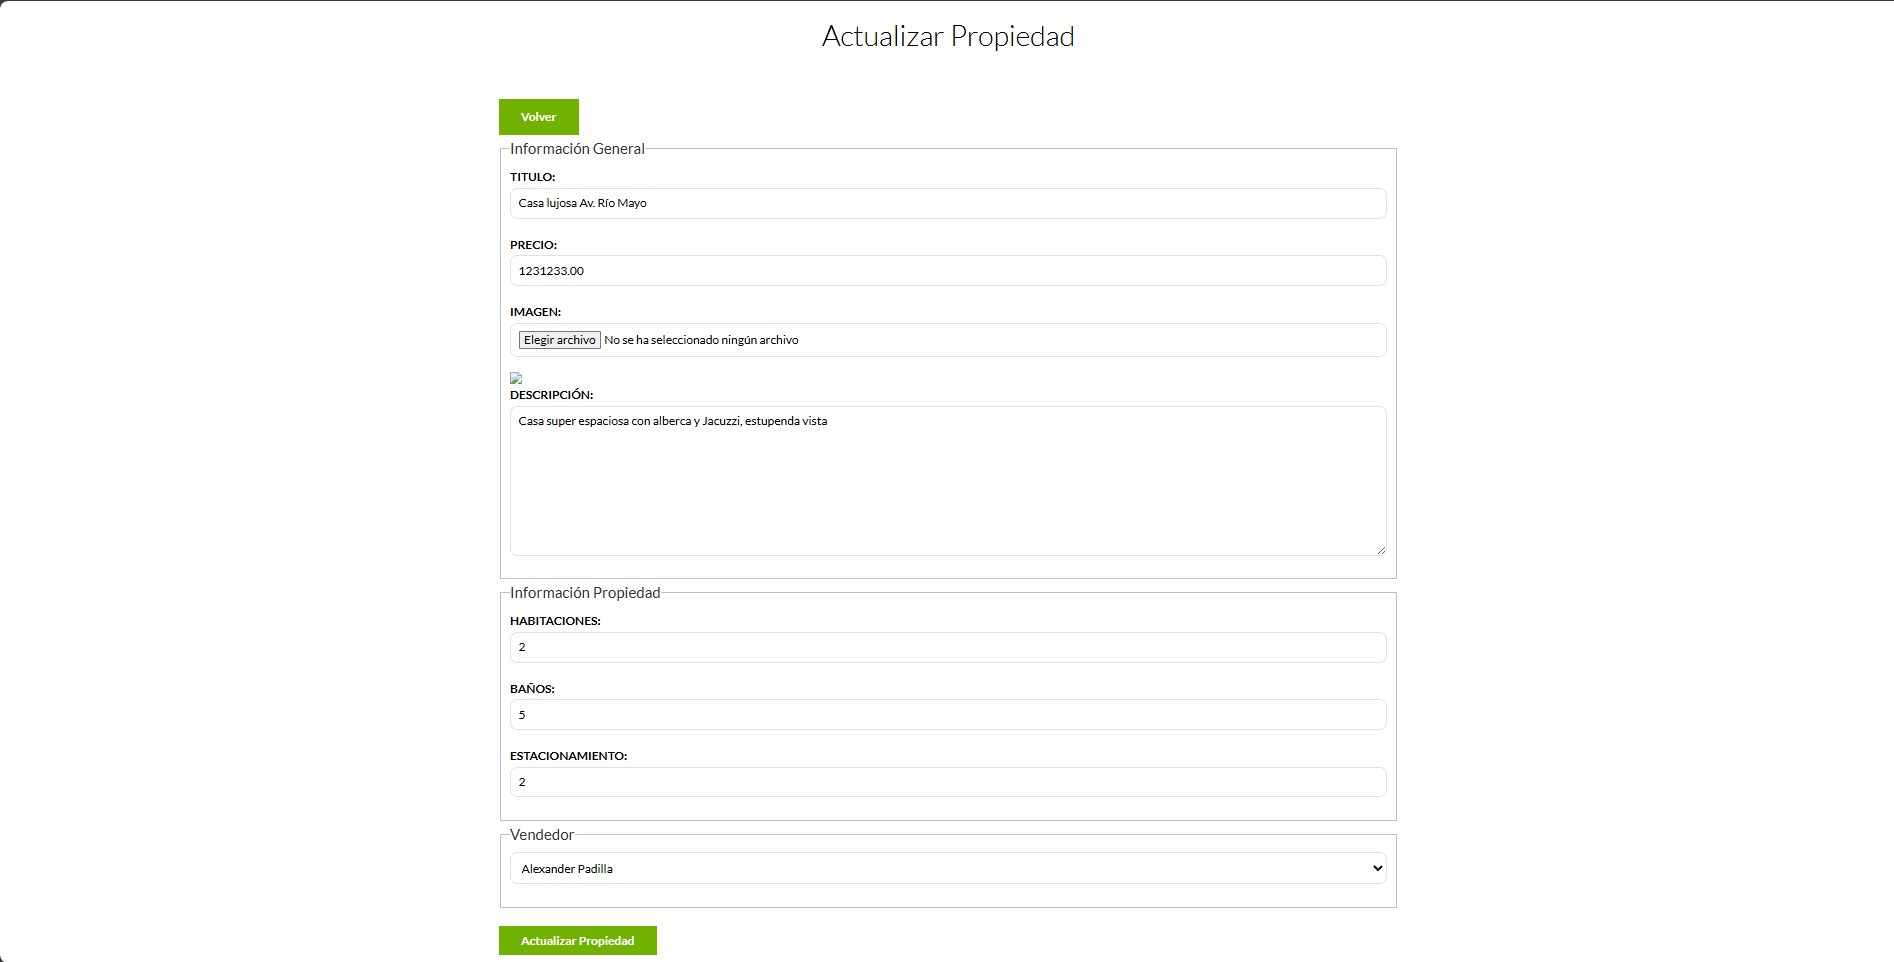 Actualizar Propiedad
Volver
Información General
TITULO:
Casa lujosa Av. Río Mayo
PRECIO:
1231233.00
IMAGEN:
Elegir archivo No se ha seleccionado ningún archivo
DESCRIPCIÓN:
Casa super espaciosa con alberca y Jacuzzi, estupenda vista
Información Propiedad
HABITACIONES:
2
BAÑOS:
5
ESTACIONAMIENTO:
2
Vendedor
Alexander Padilla
Actualizar Propiedad